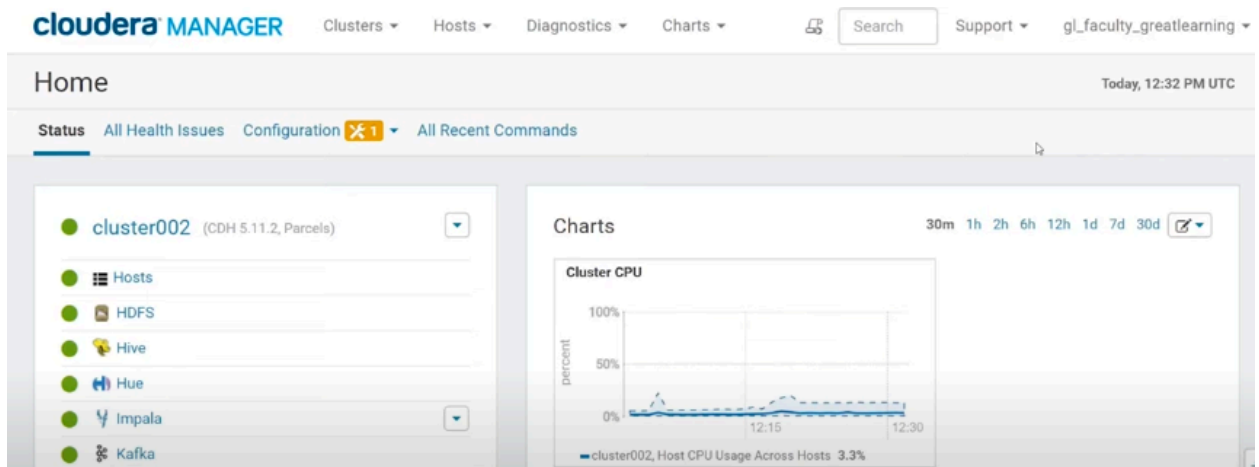 cloudera MANAGER Clusters Hosts Diagnostics Charts Search Support gl_faculty_greatlearning
Home
Today, 12:32 PM UTC
Status All Health Issues Configuration 1 All Recent Commands
cluster002 (CDH 5.11.2, Parcels)
Hosts
HDFS
Hive
Hue
Impala
Kafka
Charts
30m 1h 2h 6h 12h 1d 7d 30d
Cluster CPU
percent
100%
50%
0%
12:15 12:30
cluster002, Host CPU Usage Across Hosts 3.3%